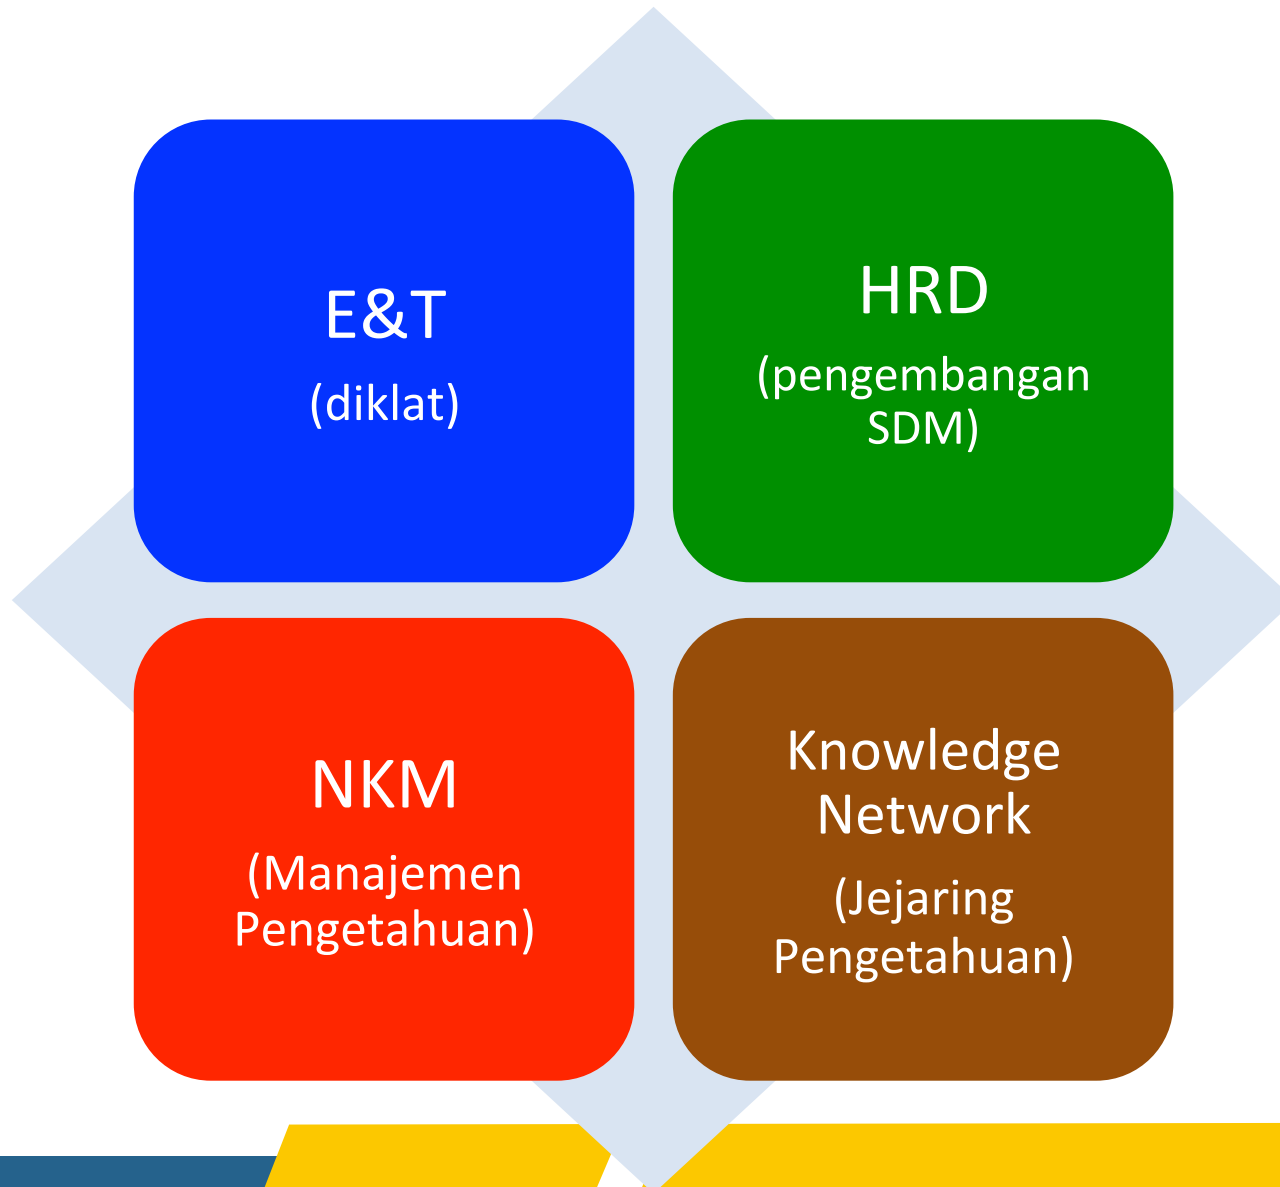 E&T
(diklat)
HRD
(pengembangan
SDM)
NKM
(Manajemen
Pengetahuan)
Knowledge
Network
(Jejaring
Pengetahuan)